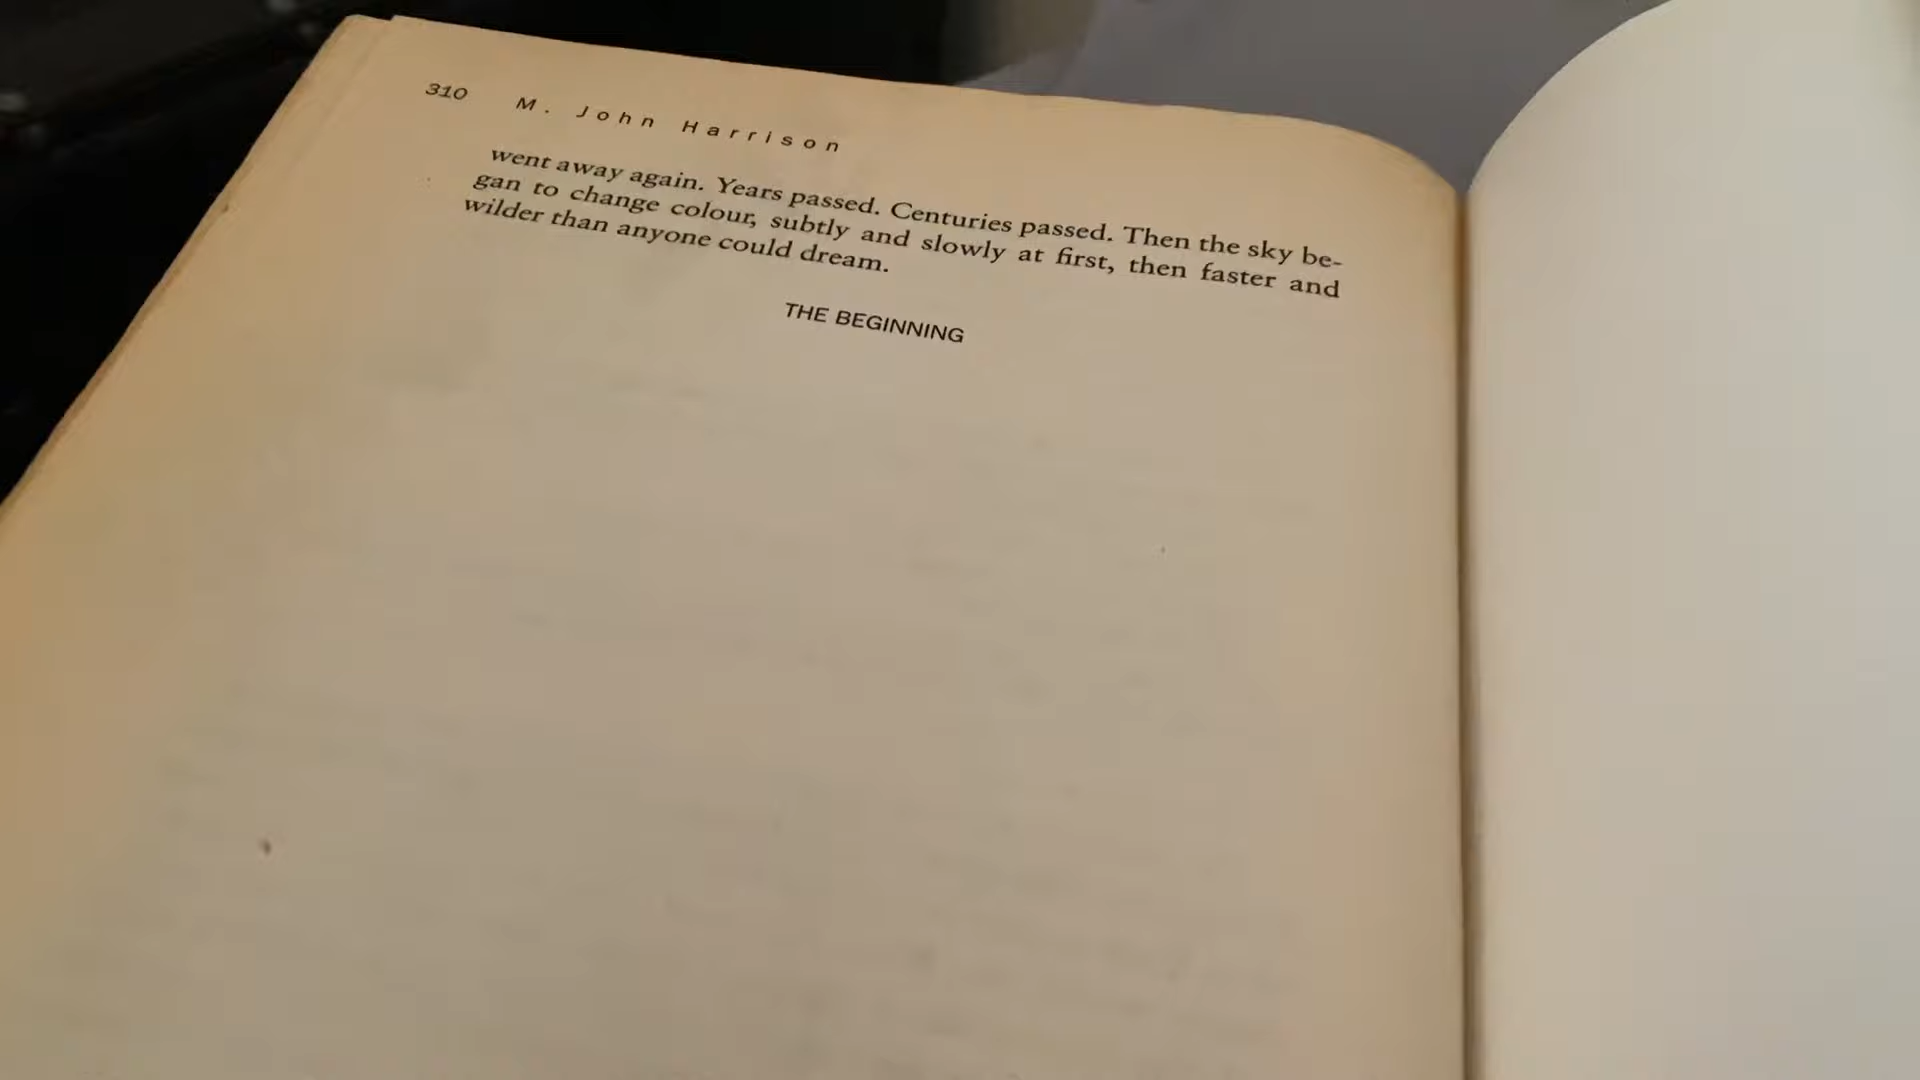 310 M. John Harrison
went away again. Years passed. Centuries passed. Then the sky be-
gan to change colour, subtly and slowly at first, then faster and
wilder than anyone could dream.
THE BEGINNING